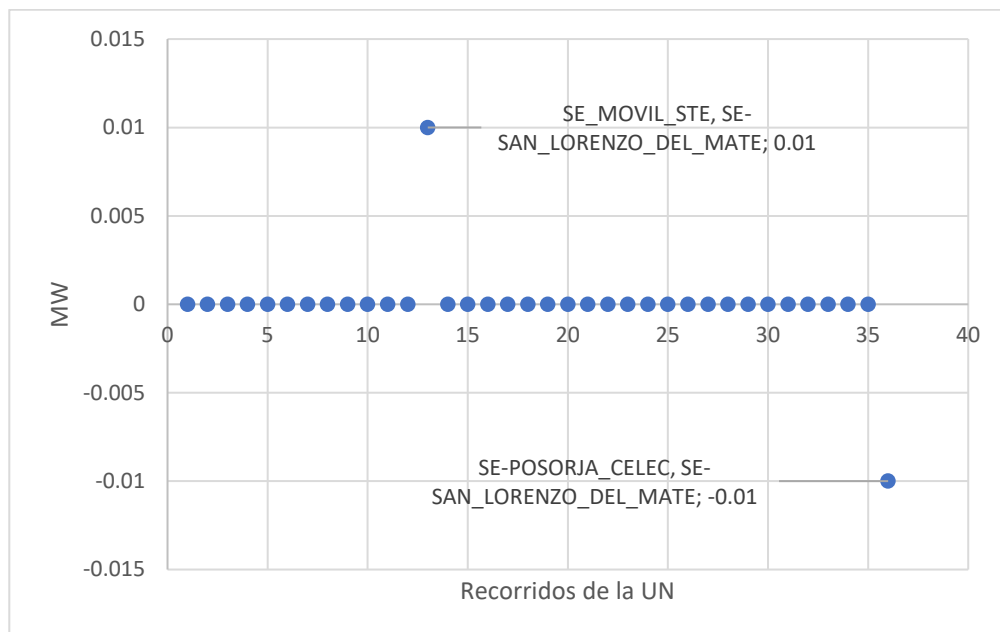 0.015
SE_MOVIL_STE, SE-
SAN_LORENZO_DEL_MATE; 0.01
0.01
0.005
MW
0
0 5 10 15 20 25 30 35 40
-0.005
SE-POSORJA_CELEC, SE-
SAN_LORENZO_DEL_MATE; -0.01
-0.01
-0.015
Recorridos de la UN